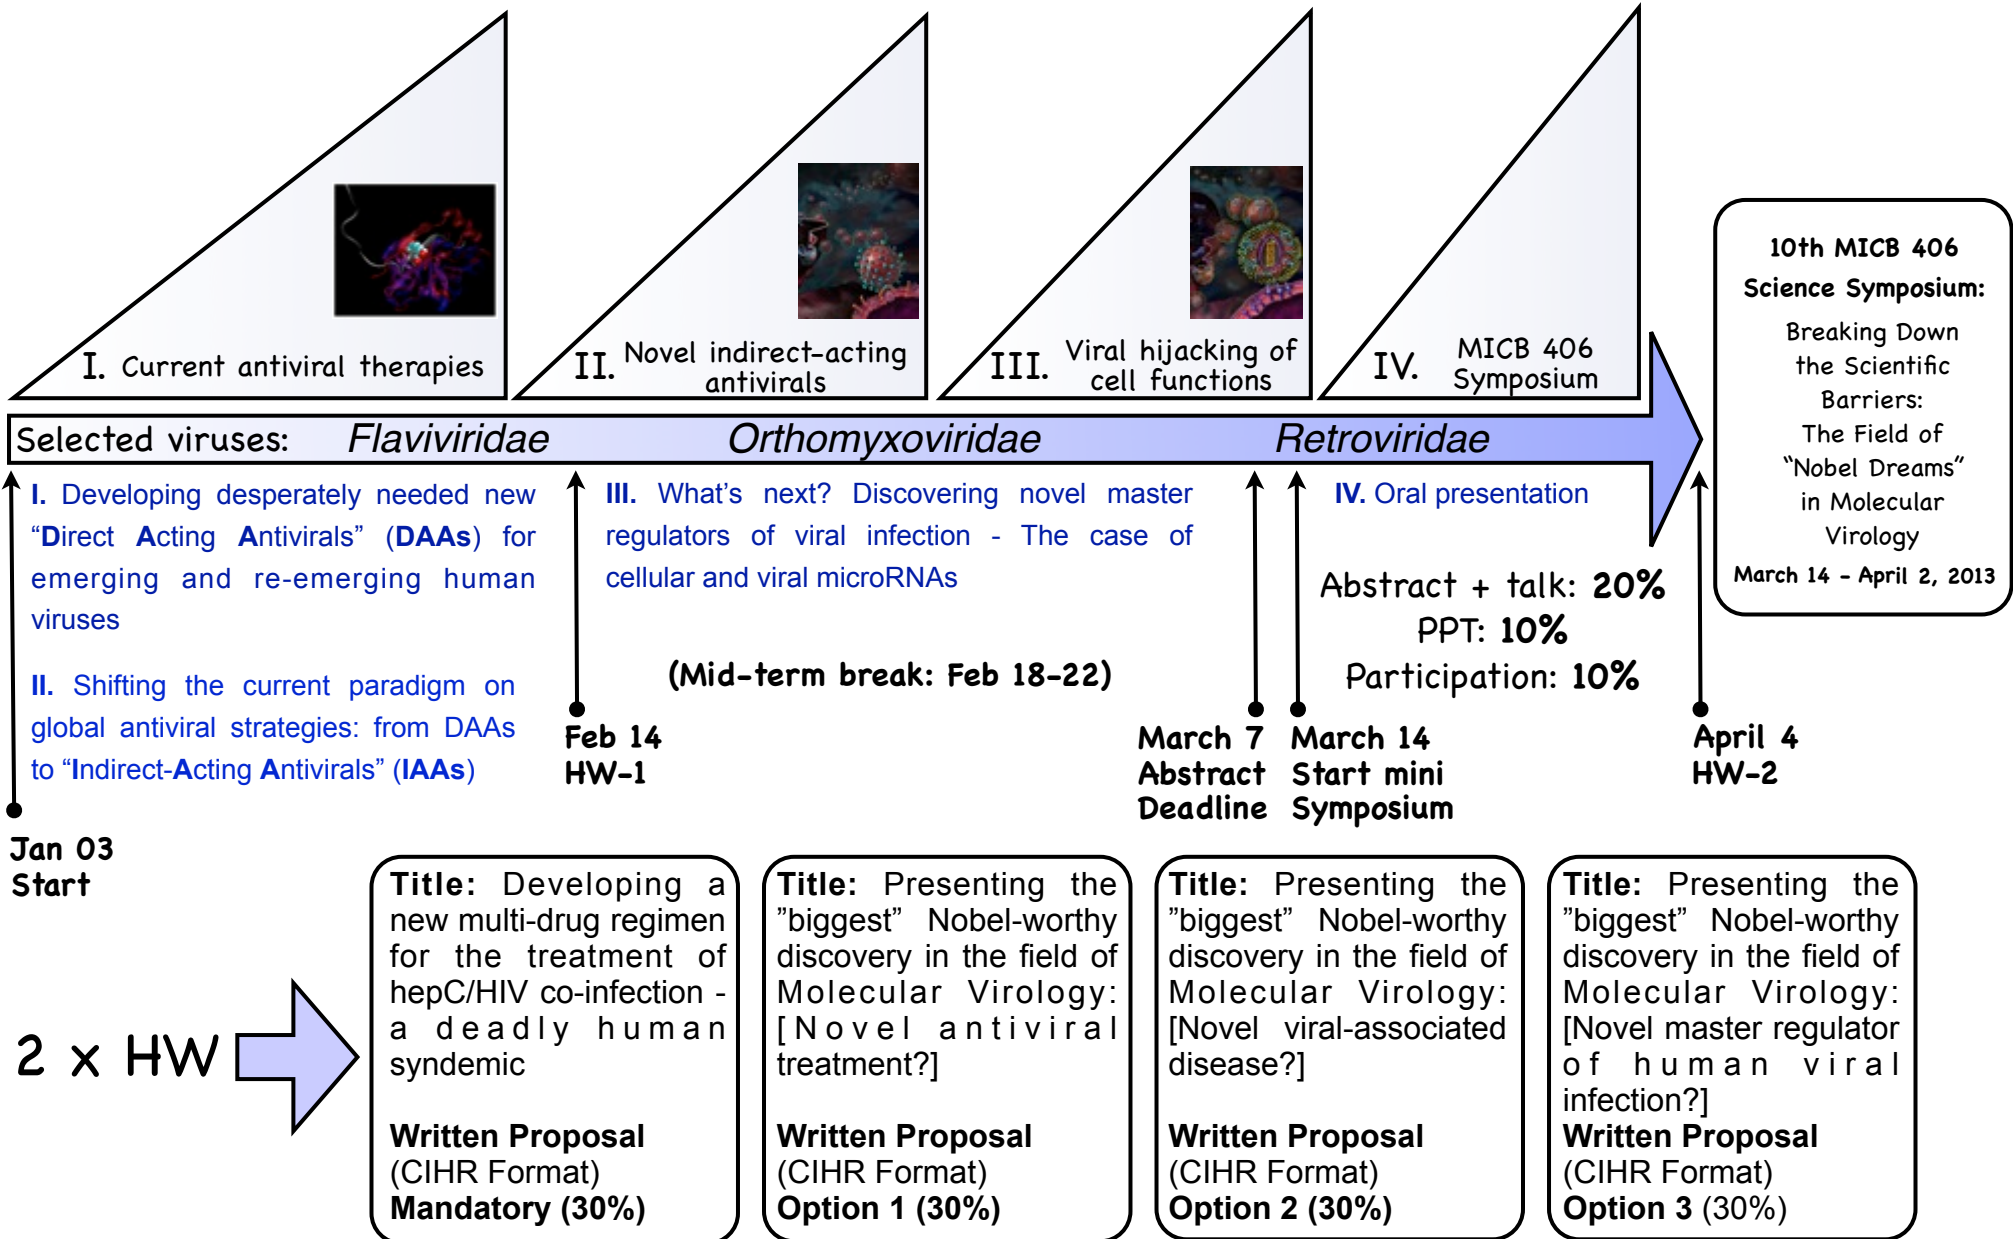 I. Current antiviral therapies
II. Novel indirect-acting
antivirals
III. Viral hijacking of
cell functions
IV. MICB 406
Symposium
Selected viruses: Flaviviridae Orthomyxoviridae Retroviridae
10th MICB 406
Science Symposium:
Breaking Down
the Scientific
Barriers:
The Field of
“Nobel Dreams”
in Molecular
Virology
March 14 - April 2, 2013
I. Developing desperately needed new
“Direct Acting Antivirals” (DAAs) for
emerging and re-emerging human
viruses
II. Shifting the current paradigm on
global antiviral strategies: from DAAs
to “Indirect-Acting Antivirals” (IAAs)
III. What’s next? Discovering novel master
regulators of viral infection - The case of
cellular and viral microRNAs
(Mid-term break: Feb 18-22)
IV. Oral presentation
Abstract + talk: 20%
PPT: 10%
Participation: 10%
Jan 03
Start
Feb 14
HW-1
March 7
Abstract
Deadline
March 14
Start mini
Symposium
April 4
HW-2
2 x HW
Title: Developing a
new multi-drug regimen
for the treatment of
hepC/HIV co-infection -
a deadly human
syndemic
Written Proposal
(CIHR Format)
Mandatory (30%)
Title: Presenting the
”biggest” Nobel-worthy
discovery in the field of
Molecular Virology:
[Novel antiviral
treatment?]
Written Proposal
(CIHR Format)
Option 1 (30%)
Title: Presenting the
”biggest” Nobel-worthy
discovery in the field of
Molecular Virology:
[Novel viral-associated
disease?]
Written Proposal
(CIHR Format)
Option 2 (30%)
Title: Presenting the
”biggest” Nobel-worthy
discovery in the field of
Molecular Virology:
[Novel master regulator
of human viral
infection?]
Written Proposal
(CIHR Format)
Option 3 (30%)